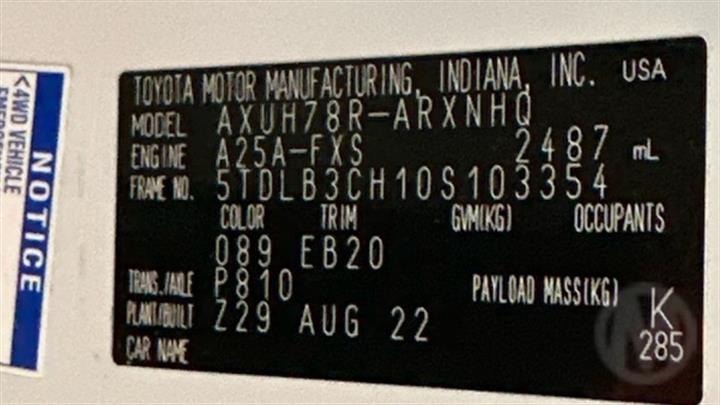 TOYOTA MOTOR MANUFACTURING, INDIANA, INC. USA
MODEL AXUH78R-ARXNHQ
ENGINE A25A-FXS 2487 mL
FRAME NO. 5TDLB3CH10S103354
COLOR TRIM GVM(KG) OCCUPANTS
089 EB20
TRANS./AXLE P810 PAYLOAD MASS(KG)
PLANT/BUILT Z29 AUG 22 K
CAR NAME 285
NOTICE
<4WD VEHICLE